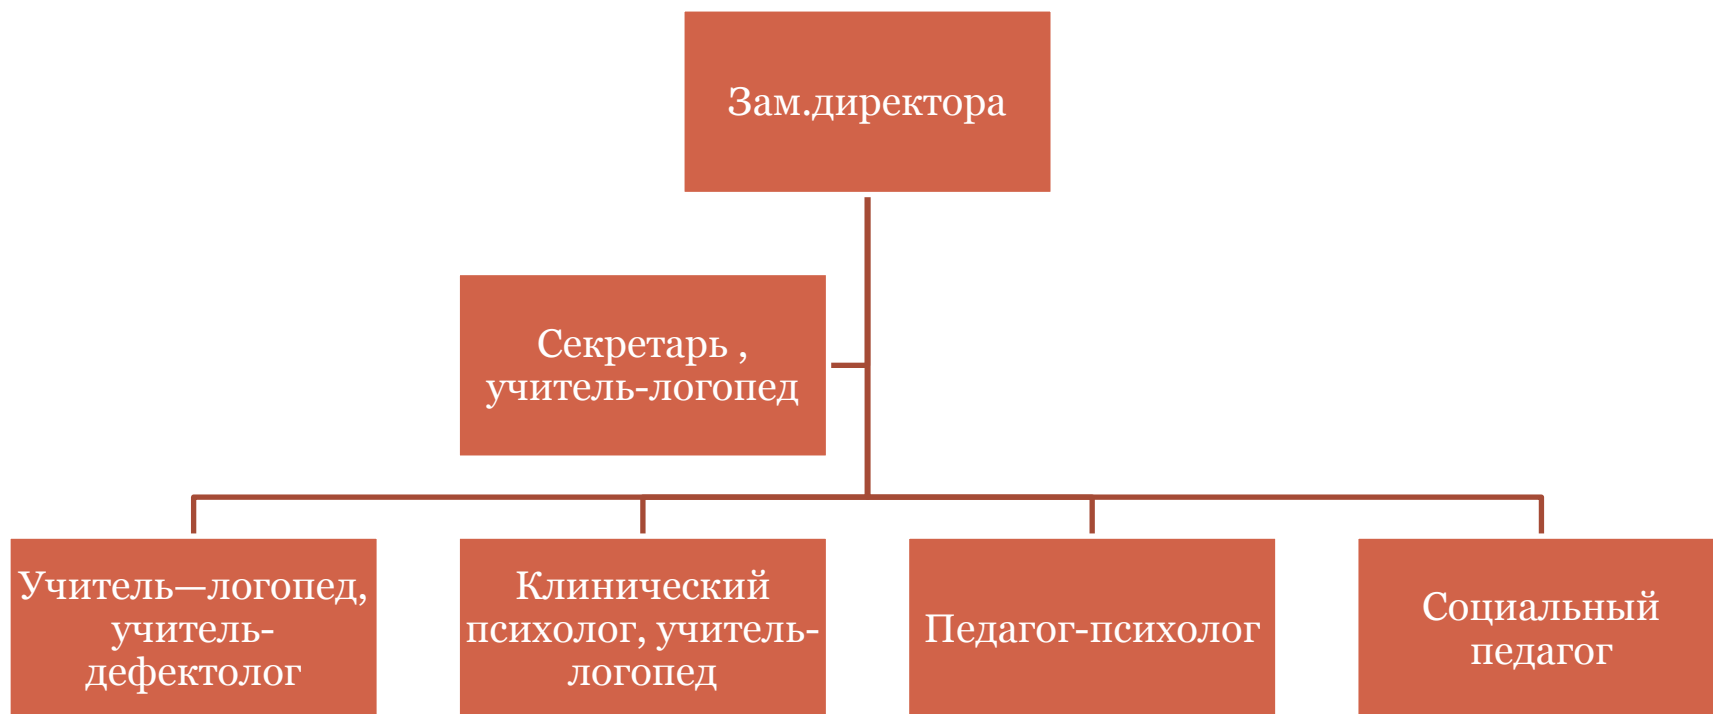 Зам.директора
Секретарь ,
учитель-логопед
Учитель—логопед,
учитель-
дефектолог
Клинический
психолог, учитель-
логопед
Педагог-психолог
Социальный
педагог